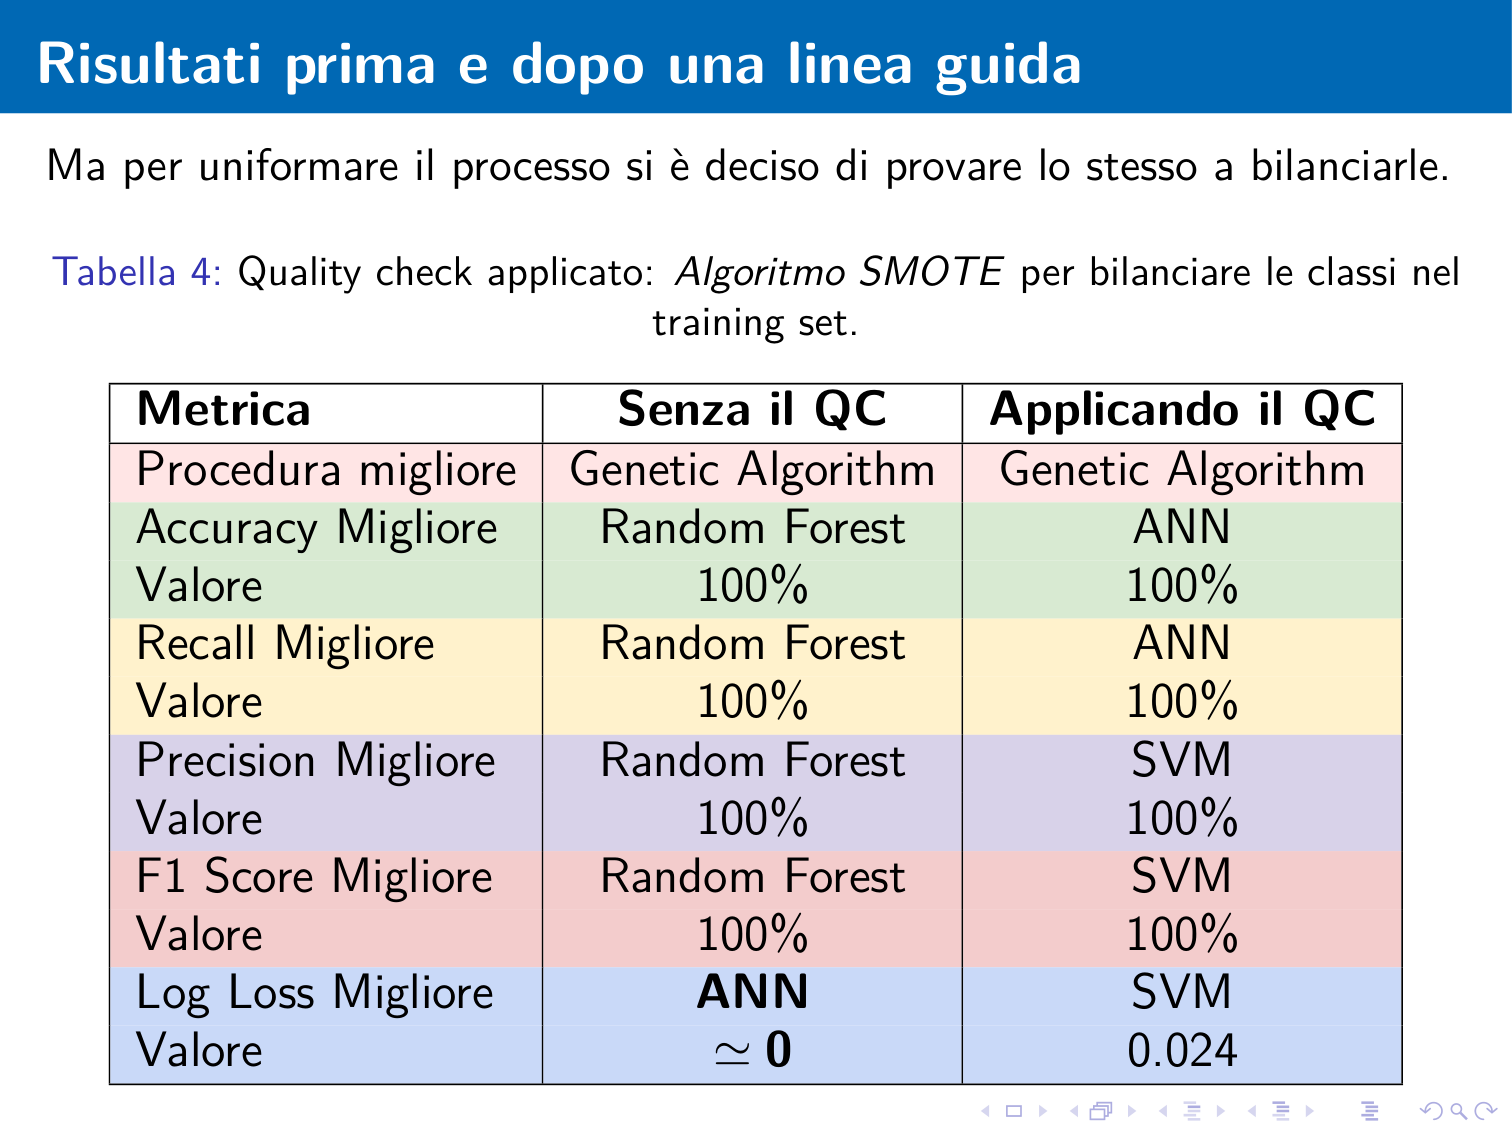 Risultati prima e dopo una linea guida
Ma per uniformare il processo si è deciso di provare lo stesso a bilanciarle.
Tabella 4: Quality check applicato: Algoritmo SMOTE per bilanciare le classi nel
training set.
Metrica Senza il QC Applicando il QC
Procedura migliore Genetic Algorithm Genetic Algorithm
Accuracy Migliore Random Forest ANN
Valore 100% 100%
Recall Migliore Random Forest ANN
Valore 100% 100%
Precision Migliore Random Forest SVM
Valore 100% 100%
F1 Score Migliore Random Forest SVM
Valore 100% 100%
Log Loss Migliore ANN SVM
Valore ≃ 0 0.024